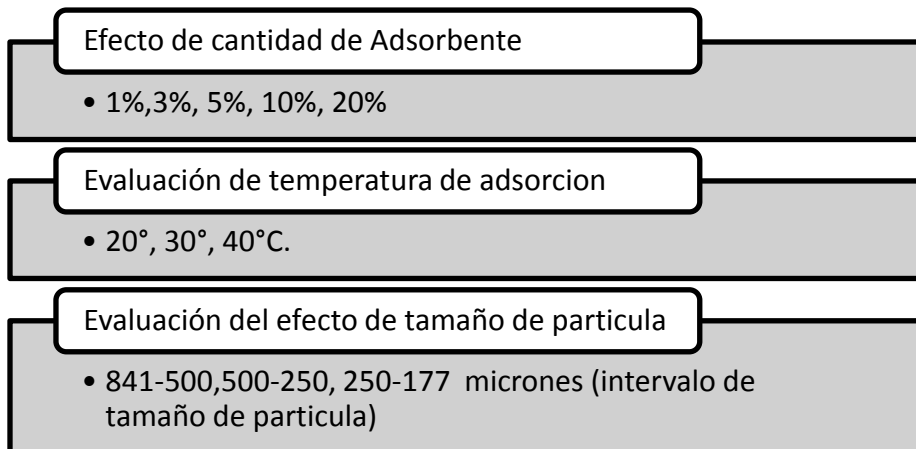 Efecto de cantidad de Adsorbente
• 1%,3%, 5%, 10%, 20%
Evaluación de temperatura de adsorcion
• 20°, 30°, 40°C.
Evaluación del efecto de tamaño de particula
• 841-500,500-250, 250-177 micrones (intervalo de
tamaño de particula)